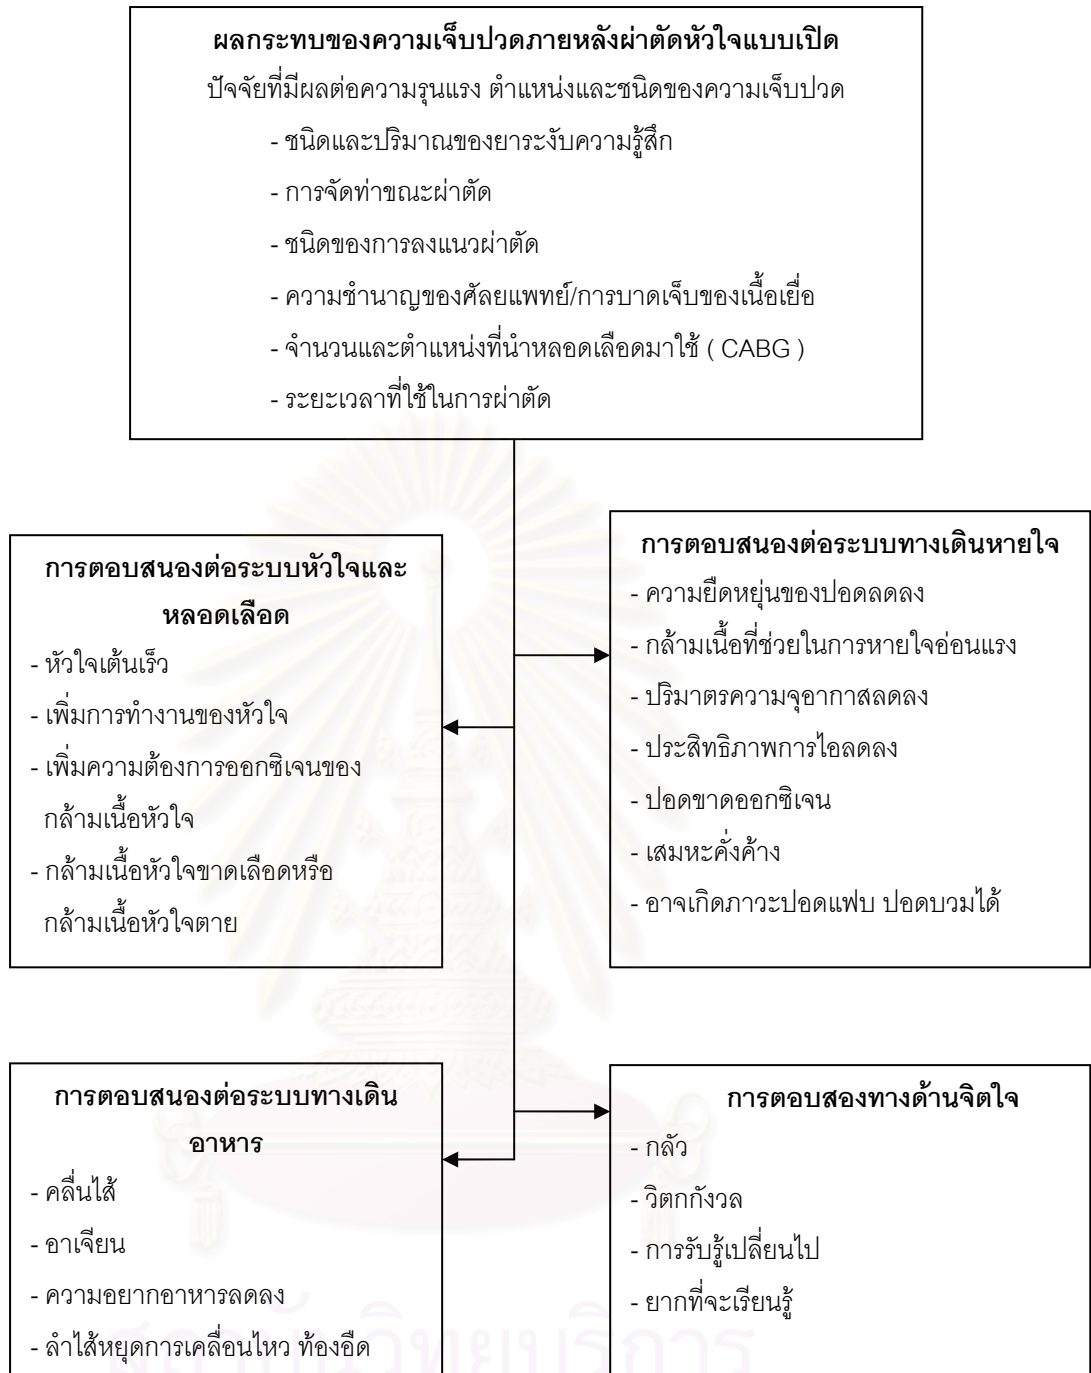 ผลกระทบของความเจ็บปวดภายหลังผ่าตัดหัวใจแบบเปิด
ปัจจัยที่มีผลต่อความรุนแรง ตำแหน่งและชนิดของความเจ็บปวด
- ชนิดและปริมาณของยาระงับความรู้สึก
- การจัดท่าขณะผ่าตัด
- ชนิดของการลงแนวผ่าตัด
- ความชำนาญของศัลยแพทย์/การบาดเจ็บของเนื้อเยื่อ
- จำนวนและตำแหน่งที่นำหลอดเลือดมาใช้ ( CABG )
- ระยะเวลาที่ใช้ในการผ่าตัด
การตอบสนองต่อระบบหัวใจและ
หลอดเลือด
- หัวใจเต้นเร็ว
- เพิ่มการทำงานของหัวใจ
- เพิ่มความต้องการออกซิเจนของ
กล้ามเนื้อหัวใจ
- กล้ามเนื้อหัวใจขาดเลือดหรือ
กล้ามเนื้อหัวใจตาย
การตอบสนองต่อระบบทางเดินหายใจ
- ความยืดหยุ่นของปอดลดลง
- กล้ามเนื้อที่ช่วยในการหายใจอ่อนแรง
- ปริมาตรความจุอากาสลดลง
- ประสิทธิภาพการไอลดลง
- ปอดขาดออกซิเจน
- เสมหะคั่งค้าง
- อาจเกิดภาวะปอดแฟบ ปอดบวมได้
การตอบสนองต่อระบบทางเดิน
อาหาร
- คลื่นไส้
- อาเจียน
- ความอยากอาหารลดลง
- ลำไส้หยุดการเคลื่อนไหว ท้องอืด
การตอบสองทางด้านจิตใจ
- กลัว
- วิตกกังวล
- การรับรู้เปลี่ยนไป
- ยากที่จะเรียนรู้
สถาบันวิทยบริการ